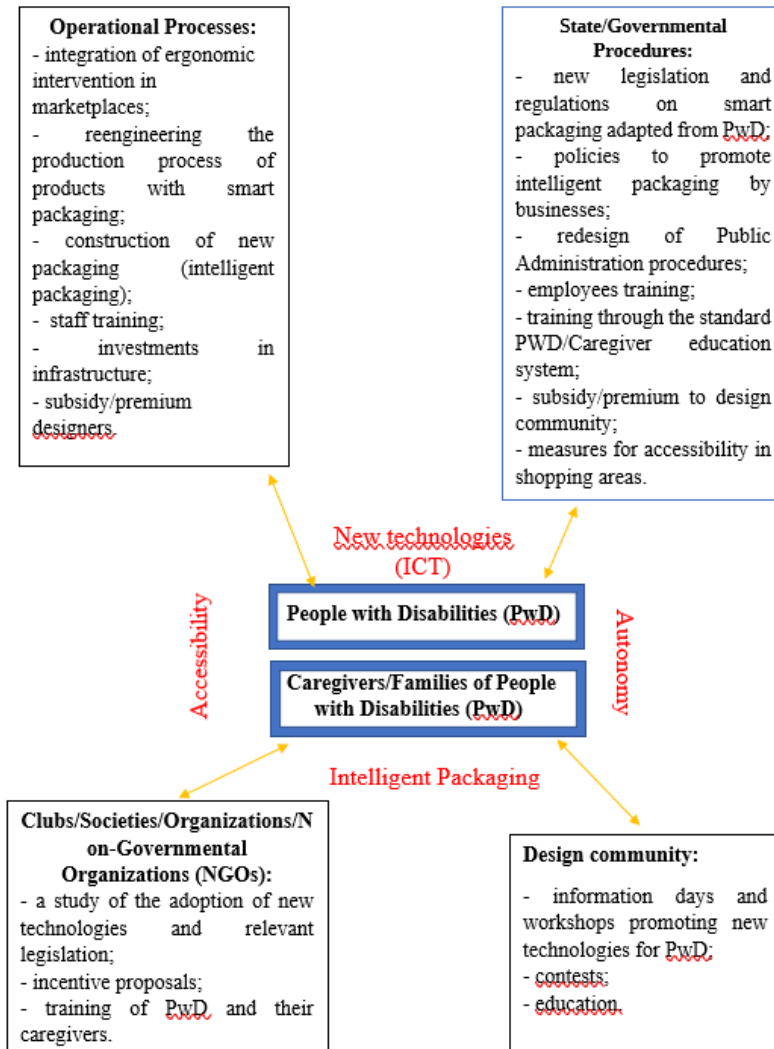 Operational Processes:
- integration of ergonomic
intervention in
marketplaces;
- reengineering the
production process of
products with smart
packaging;
- construction of new
packaging (intelligent
packaging);
- staff training;
- investments in
infrastructure;
- subsidy/premium
designers.
State/Governmental
Procedures:
- new legislation and
regulations on smart
packaging adapted from PwD;
- policies to promote
intelligent packaging by
businesses;
- redesign of Public
Administration procedures;
- employees training;
- training through the standard
PWD/Caregiver education
system;
- subsidy/premium to design
community;
- measures for accessibility in
shopping areas.
New technologies
(ICT)
Accessibility
People with Disabilities (PwD)
Caregivers/Families of People
with Disabilities (PwD)
Autonomy
Intelligent Packaging
Clubs/Societies/Organizations/N
on-Governmental
Organizations (NGOs):
- a study of the adoption of new
technologies and relevant
legislation;
- incentive proposals;
- training of PwD and their
caregivers.
Design community:
- information days and
workshops promoting new
technologies for PwD;
- contests;
- education.